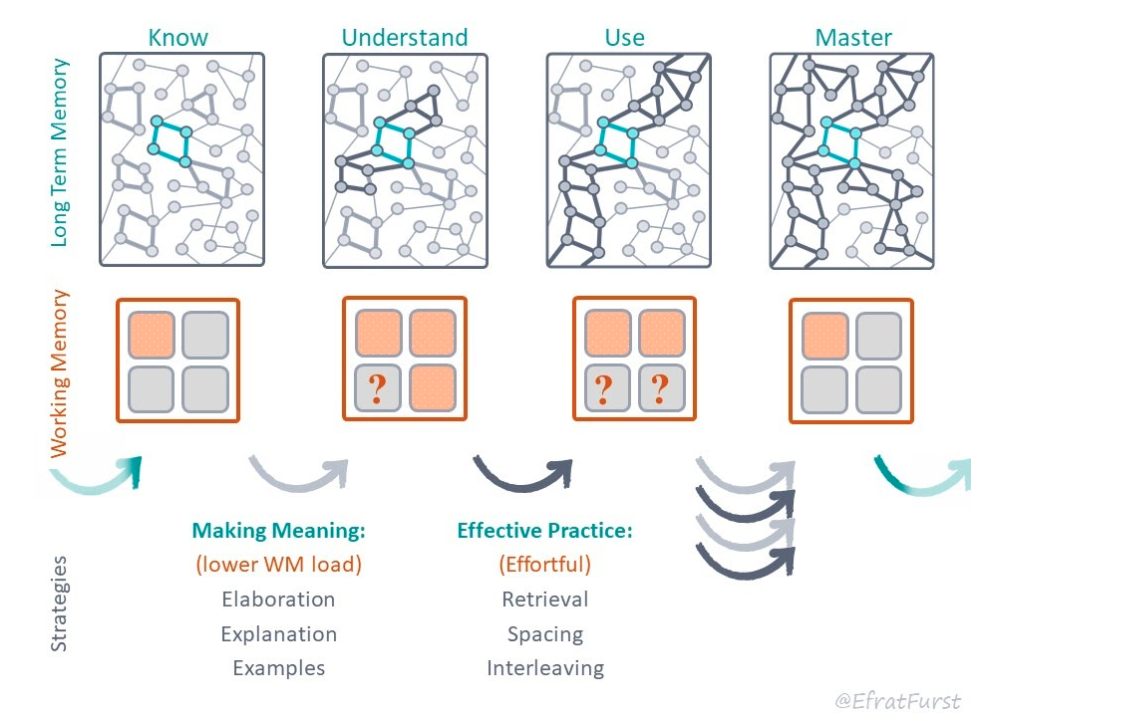 Know
Understand
Use
Master
Long Term Memory
Working Memory
?
?
?
Strategies
Making Meaning:
(lower WM load)
Elaboration
Explanation
Examples
Effective Practice:
(Effortful)
Retrieval
Spacing
Interleaving
@EfratFurst